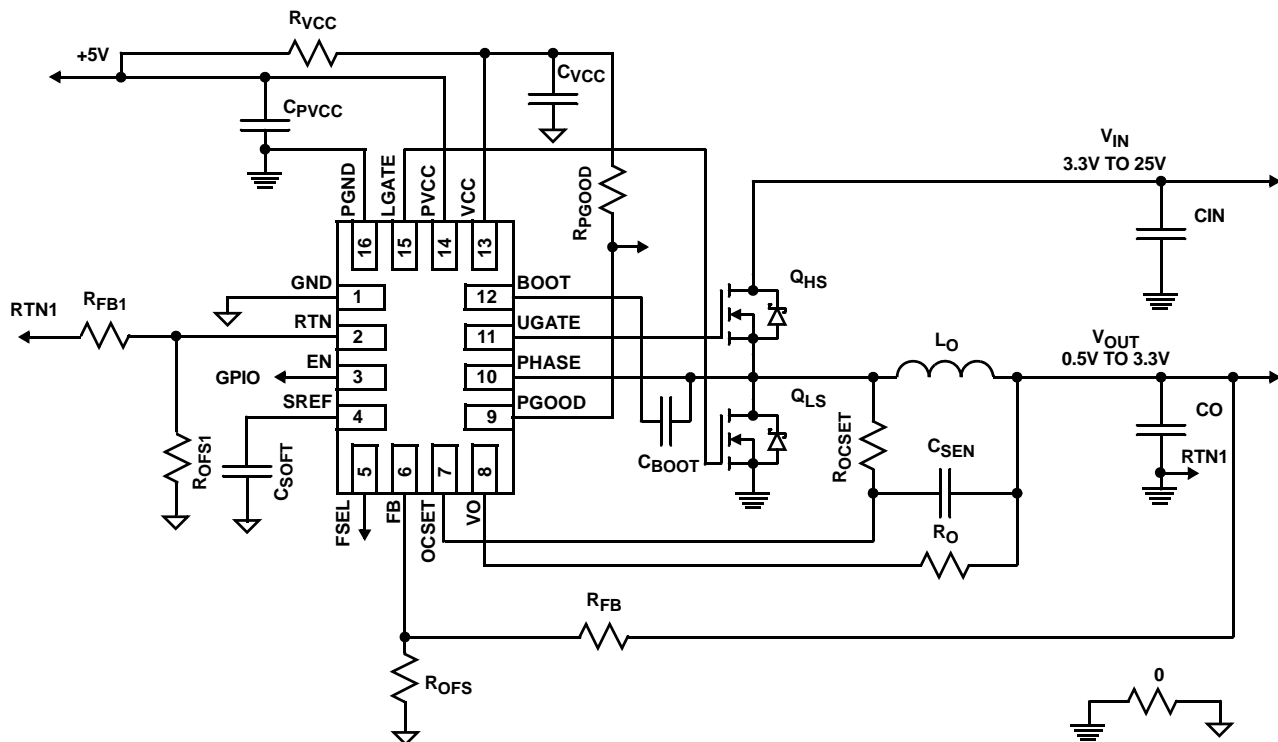 RVCC
+5V
CVCC
CPVCC
VIN
3.3V TO 25V
PGND
LGATE
PVCC
VCC
RPGOOD
CIN
16
15
14
13
GND
1
12
BOOT
QHS
RTN1
RFB1
RTN
2
11
UGATE
LO
VOUT
0.5V TO 3.3V
EN
GPIO
3
10
PHASE
SREF
4
9
PGOOD
QLS
CO
ROFS1
CSOFT
5
6
7
8
CBOOT
ROCSET
CSEN
RTN1
FSEL
FB
OCSET
VO
RO
RFB
ROFS
0